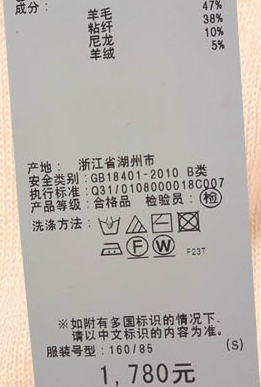 成分： 羊毛 47%
粘纤 38%
尼龙 10%
羊绒 5%
产地： 浙江省湖州市
安全类别：GB18401-2010 B类
执行标准：Q31/0108000018C007
产品等级：合格品 检验员：检
洗涤方法：
F W F23T
※如附有多国标识的情况下，
请以中文标识的内容为准。
服装号型：160/85 (s)
1,780元